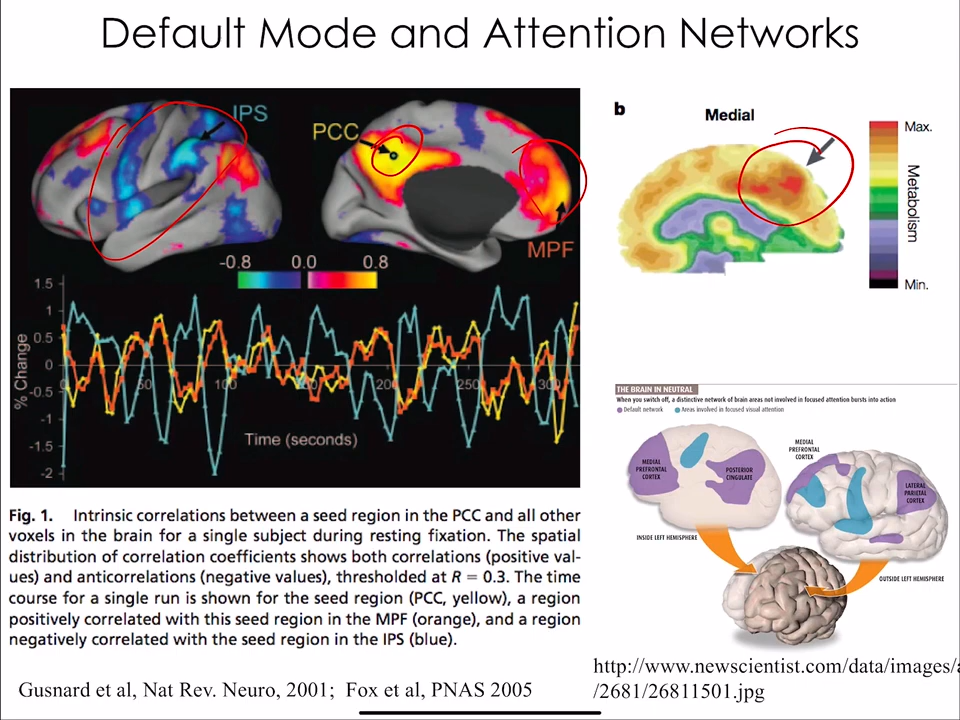 Default Mode and Attention Networks
IPS
PCC
MPF
-0.8 0.0 0.8
1.5
1
0.5
0
-0.5
-1
-1.5
-2
% Change
0 50 100 200 250 300
Time (seconds)
b
Medial
Max.
Metabolism
Min.
THE BRAIN IN NEUTRAL
When you switch off, a distinctive network of brain areas not involved in focused attention bursts into action
Default network Areas involved in focused visual attention
MEDIAL
PREFRONTAL
CORTEX
POSTERIOR
CINGULATE
INSIDE LEFT HEMISPHERE
MEDIAL
PREFRONTAL
CORTEX
LATERAL
PARIETAL
CORTEX
OUTSIDE LEFT HEMISPHERE
Fig. 1. Intrinsic correlations between a seed region in the PCC and all other
voxels in the brain for a single subject during resting fixation. The spatial
distribution of correlation coefficients shows both correlations (positive val-
ues) and anticorrelations (negative values), thresholded at R = 0.3. The time
course for a single run is shown for the seed region (PCC, yellow), a region
positively correlated with this seed region in the MPF (orange), and a region
negatively correlated with the seed region in the IPS (blue).
Gusnard et al, Nat Rev. Neuro, 2001; Fox et al, PNAS 2005
http://www.newscientist.com/data/images/
/2681/26811501.jpg